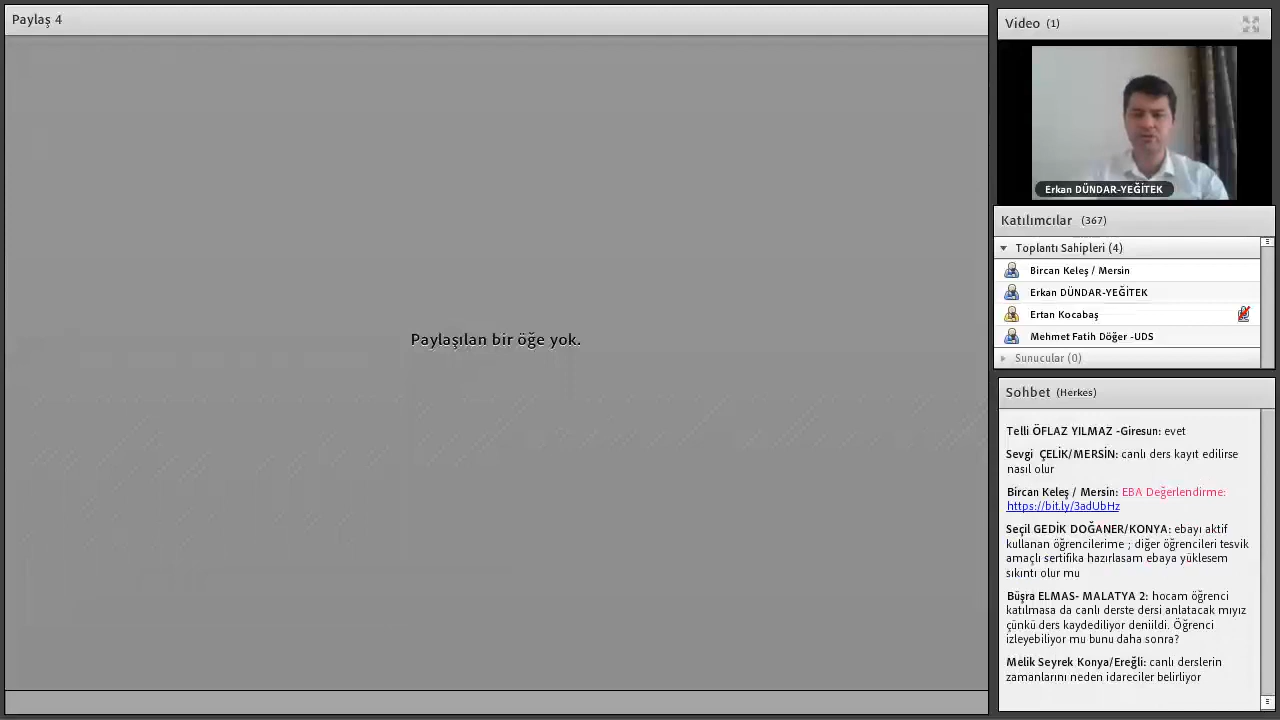 Paylaş 4
Paylaşılan bir öğe yok.
Video (1)
Erkan DÜNDAR-YEĞİTEK
Katılımcılar (367)
Toplantı Sahipleri (4)
Bircan Keleş / Mersin
Erkan DÜNDAR-YEĞİTEK
Ertan Kocabaş
Mehmet Fatih Döğer -UDS
Sunucular (0)
Sohbet (Herkes)
Telli ÖFLAZ YILMAZ -Giresun: evet
Sevgi ÇELİK/MERSİN: canlı ders kayıt edilirse
nasıl olur
Bircan Keleş / Mersin: EBA Değerlendirme:
https://bit.ly/3adUbHz
Seçil GEDİK DOĞANER/KONYA: ebayı aktif
kullanan öğrencilerime ; diğer öğrencileri tesvik
amaçlı sertifika hazırlasam ebaya yüklesem
sıkıntı olur mu
Büşra ELMAS- MALATYA 2: hocam öğrenci
katılmasa da canlı derste dersi anlatacak mıyız
çünkü ders kaydediliyor deniildi. Öğrenci
izleyebiliyor mu bunu daha sonra?
Melik Seyrek Konya/Ereğli: canlı derslerin
zamanlarını neden idareciler belirliyor